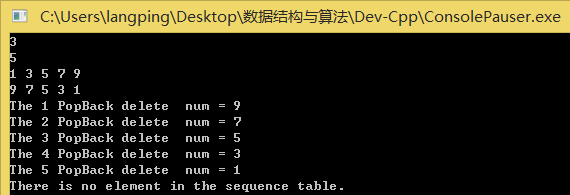 C:\Users\langping\Desktop\数据结构与算法\Dev-Cpp\ConsolePauser.exe
3
5
1 3 5 7 9
9 7 5 3 1
The 1 PopBack delete  num = 9
The 2 PopBack delete  num = 7
The 3 PopBack delete  num = 5
The 4 PopBack delete  num = 3
The 5 PopBack delete  num = 1
There is no element in the sequence table.